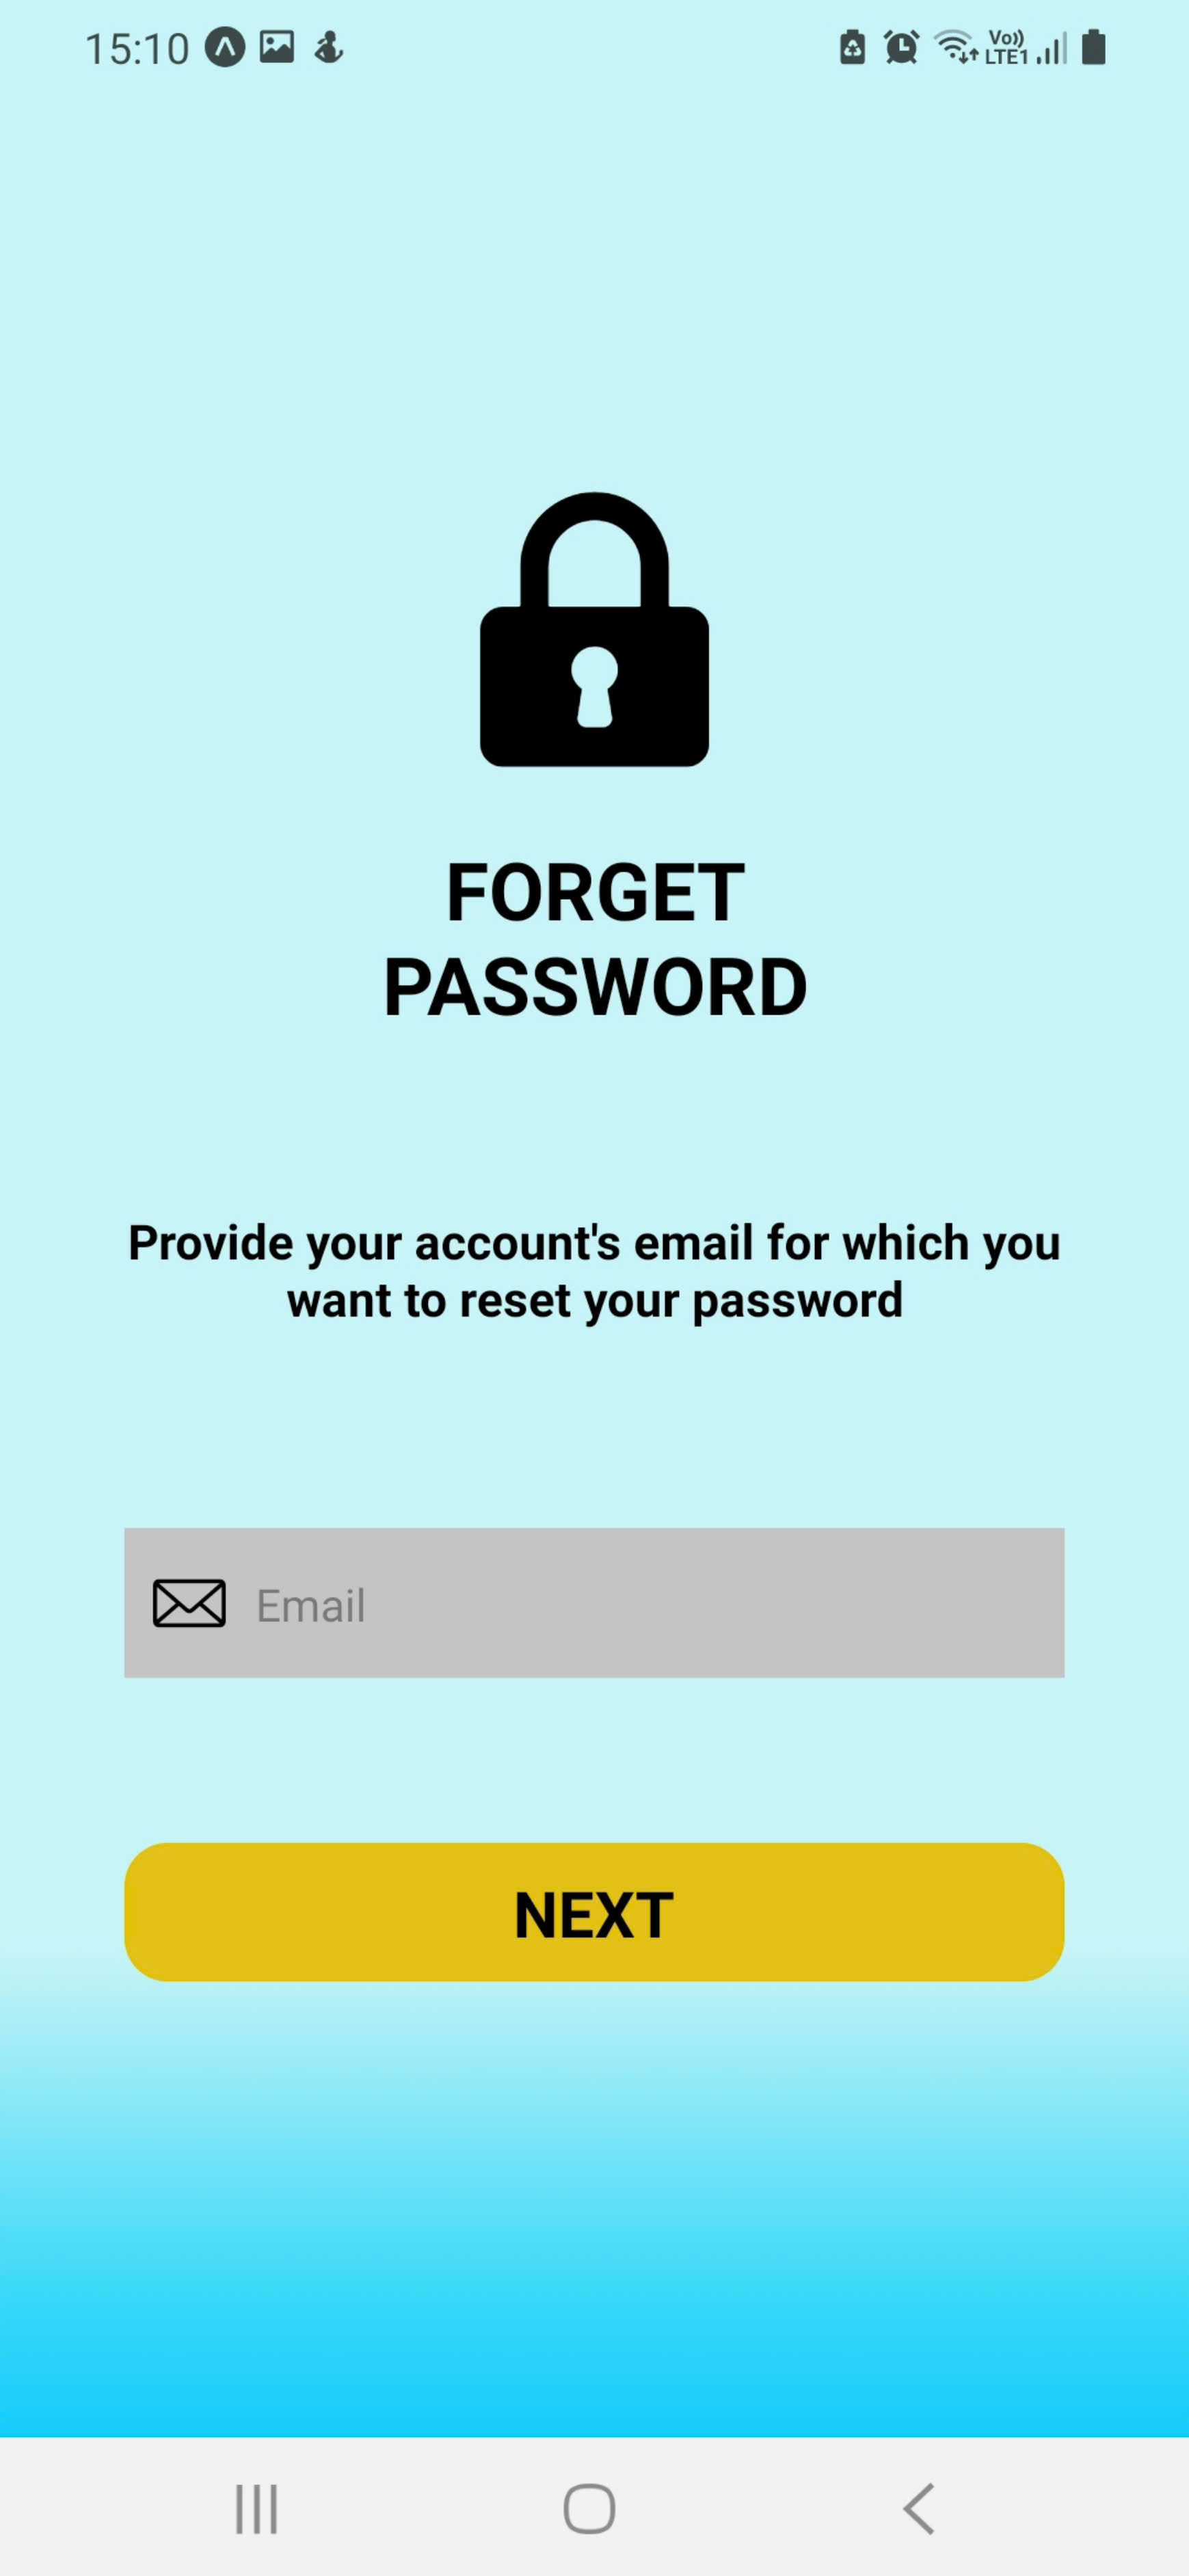 15:10
Vo)) LTE1
FORGET
PASSWORD
Provide your account's email for which you
want to reset your password
Email
NEXT